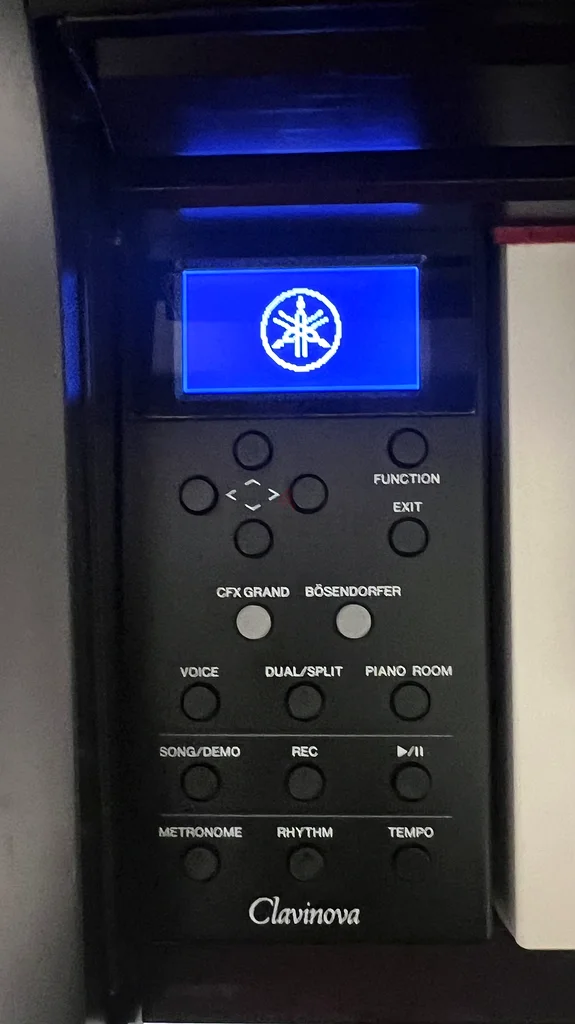 FUNCTION
EXIT
CFX GRAND BÖSENDORFER
VOICE DUAL/SPLIT PIANO ROOM
SONG/DEMO REC ▶/II
METRONOME RHYTHM TEMPO
Clavinova